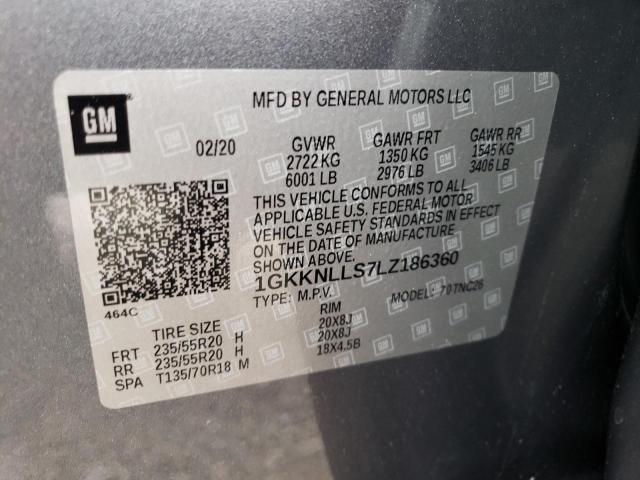 GM
MFD BY GENERAL MOTORS LLC
02/20 GVWR GAWR FRT GAWR RR
2722 KG 1350 KG 1545 KG
6001 LB 2976 LB 3406 LB
THIS VEHICLE CONFORMS TO ALL
APPLICABLE U.S. FEDERAL MOTOR
VEHICLE SAFETY STANDARDS IN EFFECT
ON THE DATE OF MANUFACTURE
SHOWN ABOVE.
1GKKNLLS7LZ186360
TYPE: M.P.V. MODEL: 70TNC26
464C
TIRE SIZE RIM
FRT 235/55R20 H 20X8J
RR 235/55R20 H 20X8J
SPA T135/70R18 M 18X4.5B